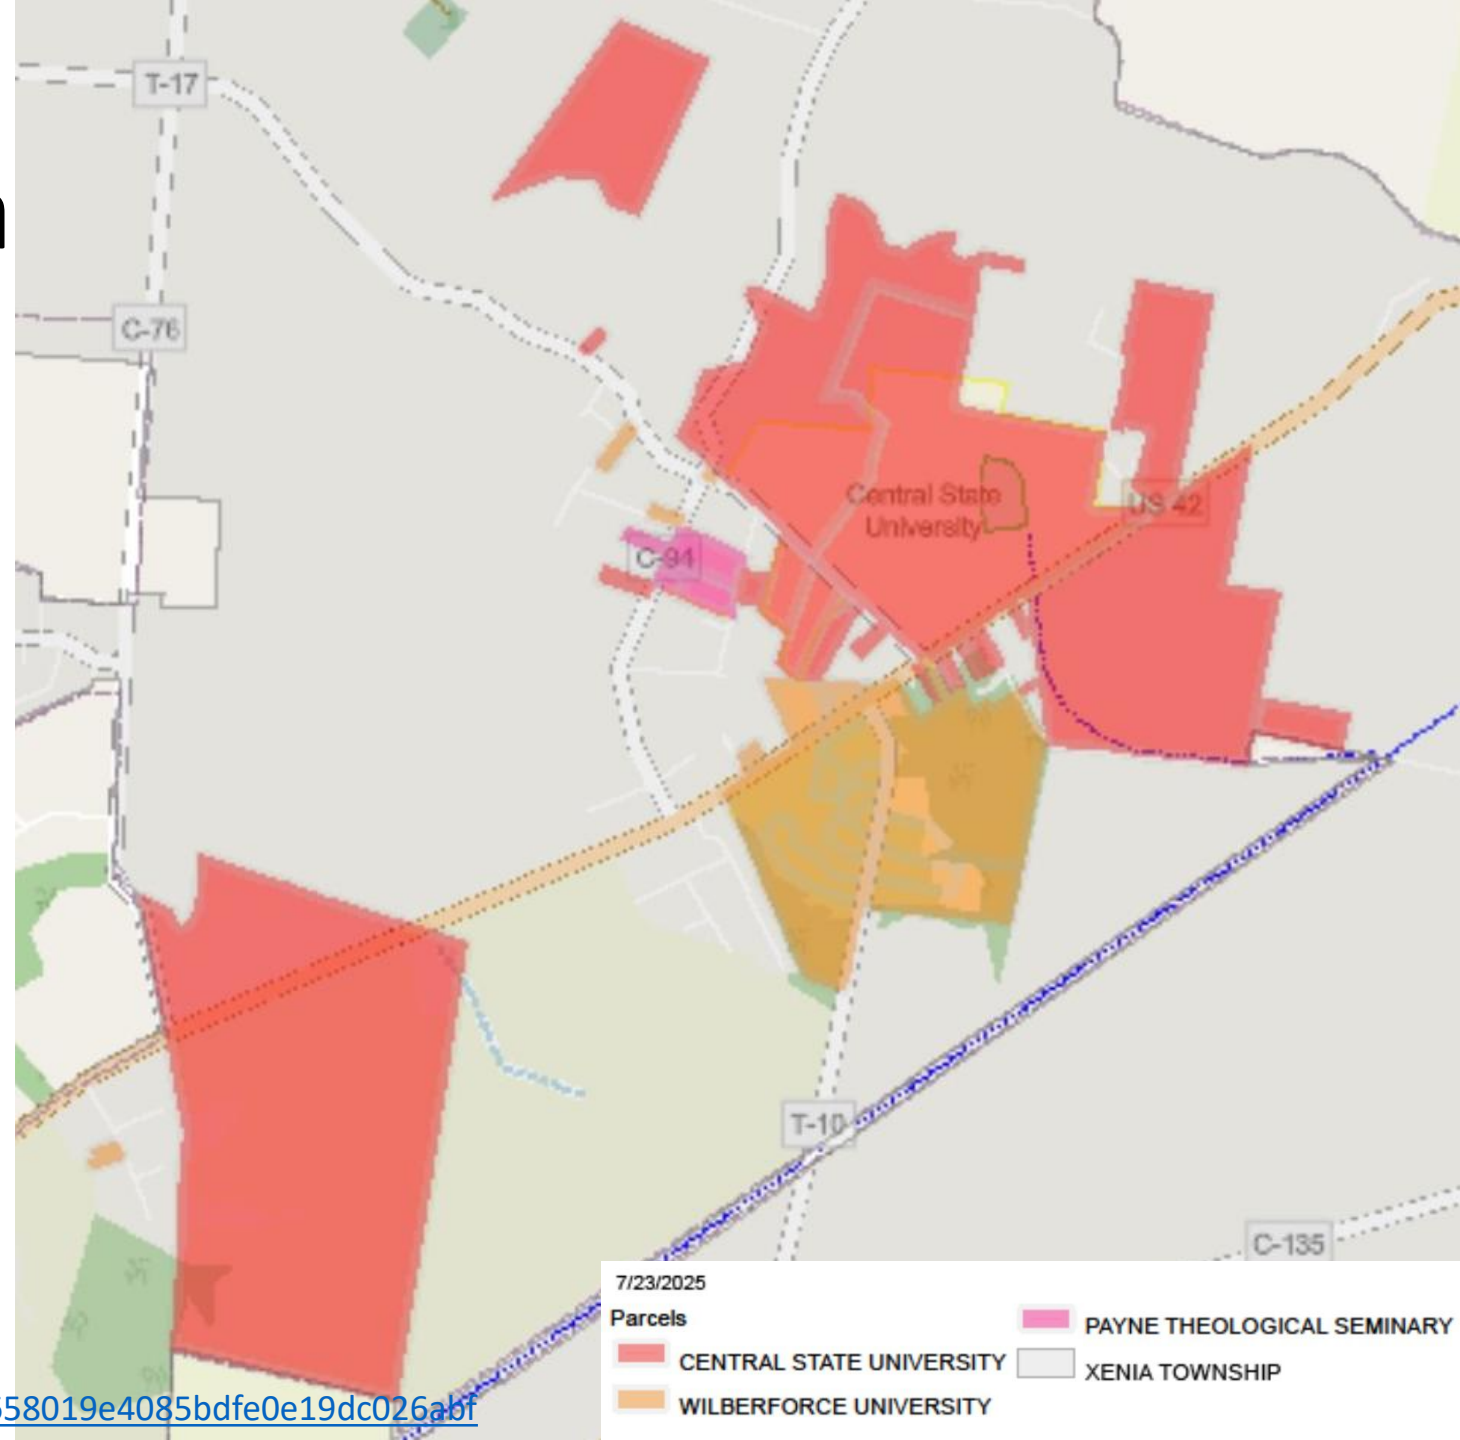 T-17
n
C-76
Central State
University
US 42
C-94
T-10
C-135
7/23/2025
Parcels
CENTRAL STATE UNIVERSITY
WILBERFORCE UNIVERSITY
PAYNE THEOLOGICAL SEMINARY
XENIA TOWNSHIP
58019e4085bdfe0e19dc026abf